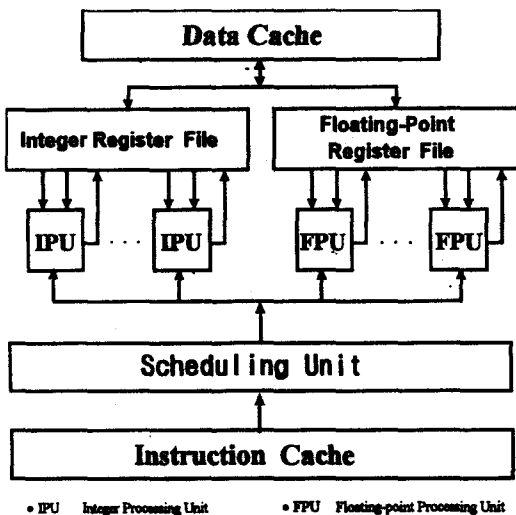 Data Cache
Integer Register File
Floating-Point
Register File
IPU ... IPU FPU ... FPU
Scheduling Unit
Instruction Cache
• IPU Integer Processing Unit • FPU Floating-point Processing Unit